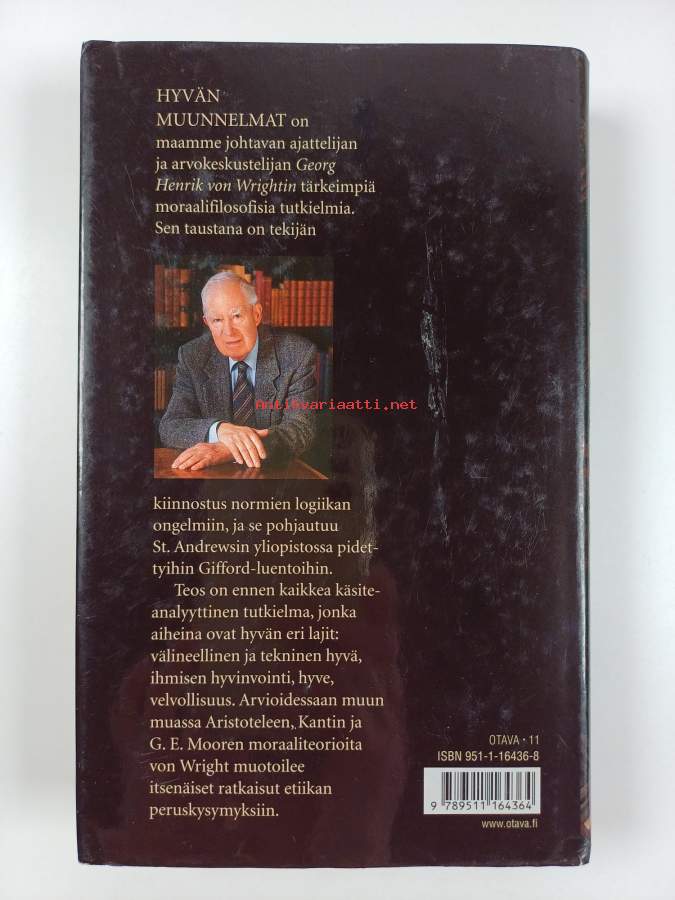 HYVÄN
MUUNNELMAT on
maamme johtavan ajattelijan
ja arvokeskustelijan Georg
Henrik von Wrightin tärkeimpiä
moraalifilosofisia tutkielmia.
Sen taustana on tekijän
Antikvariaatti.net
kiinnostus normien logiikan
ongelmiin, ja se pohjautuu
St. Andrewsin yliopistossa pidet-
tyihin Gifford-luentoihin.
Teos on ennen kaikkea käsite-
analyyttinen tutkielma, jonka
aiheina ovat hyvän eri lajit:
välineellinen ja tekninen hyvä,
ihmisen hyvinvointi, hyve,
velvollisuus. Arvioidessaan muun
muassa Aristoteleen, Kantin ja
G. E. Mooren moraaliteorioita
von Wright muotoilee
itsenäiset ratkaisut etiikan
peruskysymyksiin.
OTAVA · 11
ISBN 951-1-16436-8
9 789511 164364
www.otava.fi